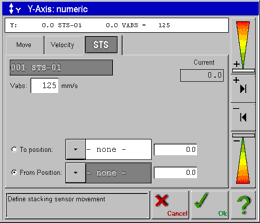 Y-Axis: numeric
Y: 0.0 STS-01 0.0 VABS = 125
Move Velocity STS
001 STS-01
Current
0.0
Vabs: 125 mm/s
To position: - none - 0.0
From Position: - none - 0.0
Define stacking sensor movement
Cancel Ok ?